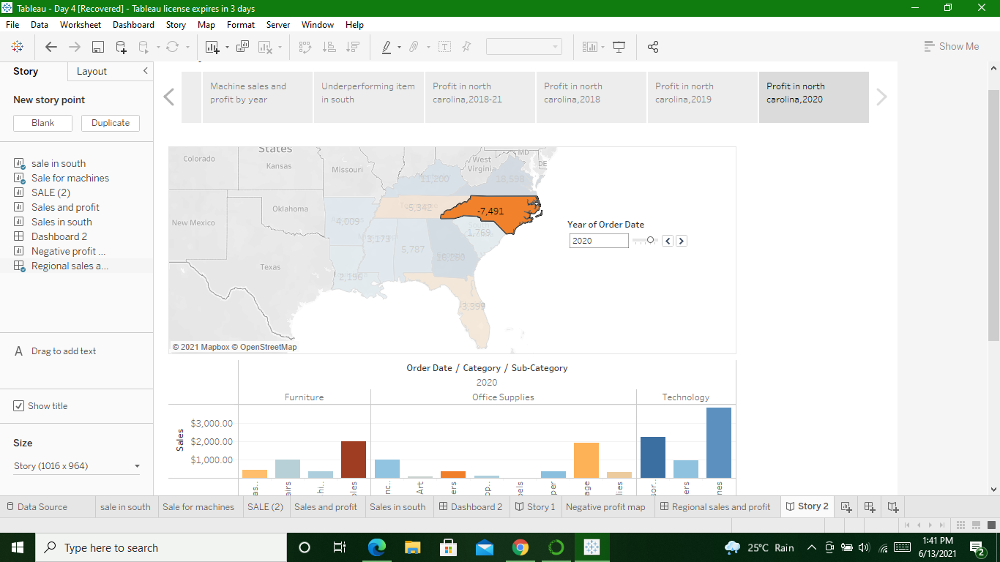 Tableau - Day 4 [Recovered] - Tableau license expires in 3 days
File Data Worksheet Dashboard Story Map Format Server Window Help
Show Me
Story Layout
New story point
Blank Duplicate
sale in south
Sale for machines
SALE (2)
Sales and profit
Sales in south
Dashboard 2
Negative profit ...
Regional sales a...
A Drag to add text
Show title
Size
Story (1016 x 964)
Machine sales and
profit by year
Underperforming item
in south
Profit in north
carolina,2018-21
Profit in north
carolina,2018
Profit in north
carolina,2019
Profit in north
carolina,2020
States
MD
Colorado
Kansas
Missouri
West
Virginia
DE
11,200
18,598
Oklahoma
-5,342
-7,491
New Mexico
4,009
3,173
1,769
5,787
Texas
2,196
-3,399
© 2021 Mapbox © OpenStreetMap
Year of Order Date
2020
Order Date / Category / Sub-Category
2020
Furniture Office Supplies Technology
Sales
$3,000.00
$2,000.00
$1,000.00
as..
airs
hi..
les
nc..
Art
ers
op..
els
per
age
lies
sor..
ers
nes
Data Source sale in south Sale for machines SALE (2) Sales and profit Sales in south Dashboard 2 Story 1 Negative profit map Regional sales and profit Story 2
Type here to search
25°C Rain
1:41 PM
6/13/2021
2